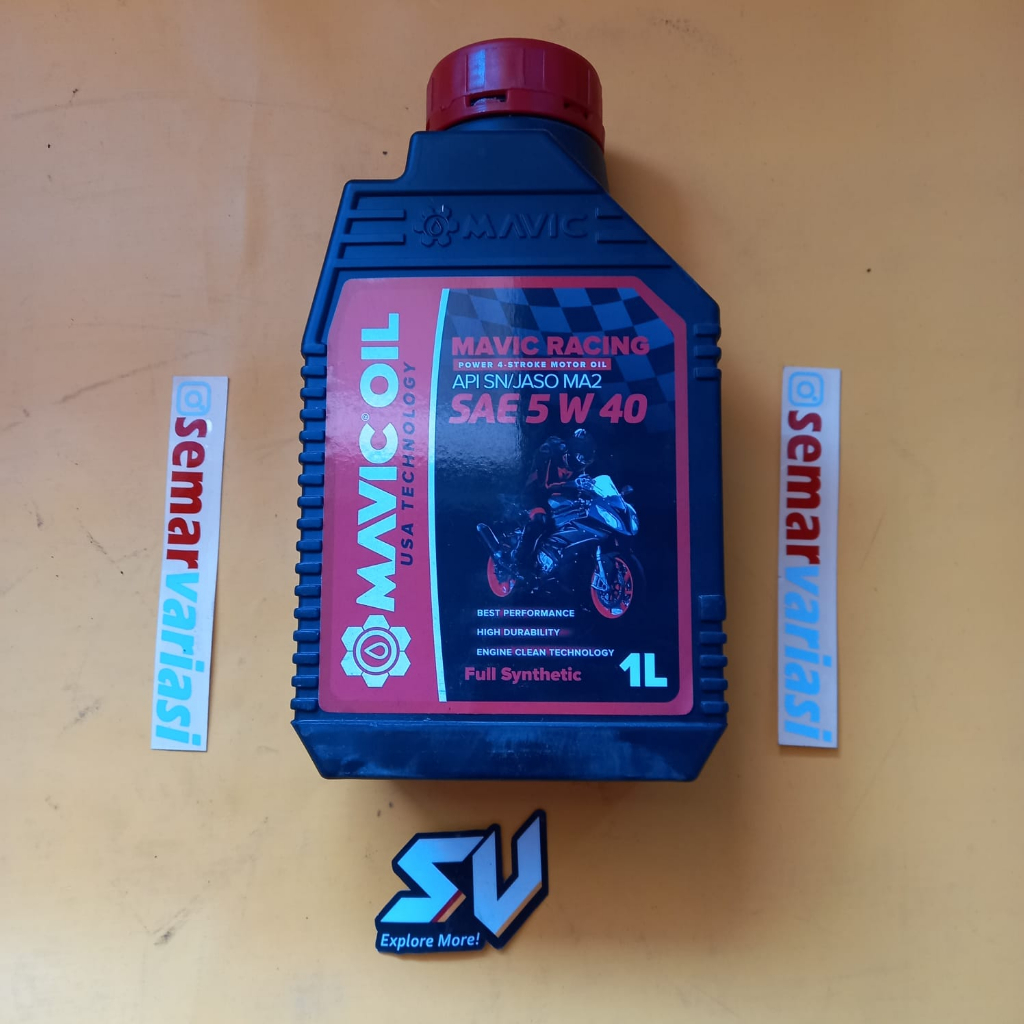 MAVIC
MAVIC OIL®
USA TECHNOLOGY
MAVIC RACING
POWER 4-STROKE MOTOR OIL
API SN/JASO MA2
SAE 5 W 40
BEST PERFORMANCE
HIGH DURABILITY
ENGINE CLEAN TECHNOLOGY
Full Synthetic
1L
semarvariasi
semarvariasi
SV
Explore More!